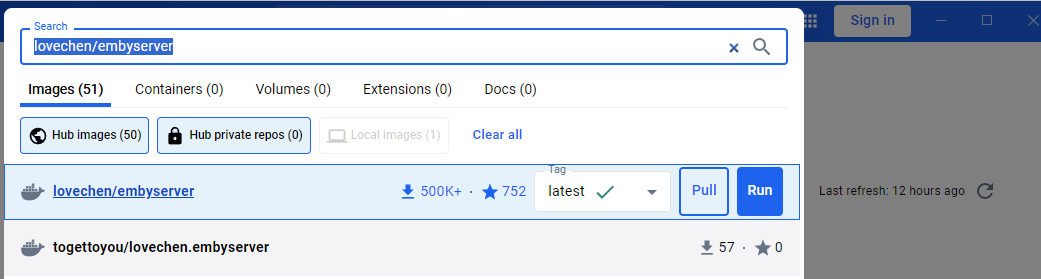 Search
lovechen/embyserver
Sign in
Images (51)
Containers (0)
Volumes (0)
Extensions (0)
Docs (0)
Hub images (50)
Hub private repos (0)
Local images (1)
Clear all
lovechen/embyserver
500K+ · 752
Tag
latest
Pull
Run
Last refresh: 12 hours ago
togettoyou/lovechen.embyserver
57 · 0